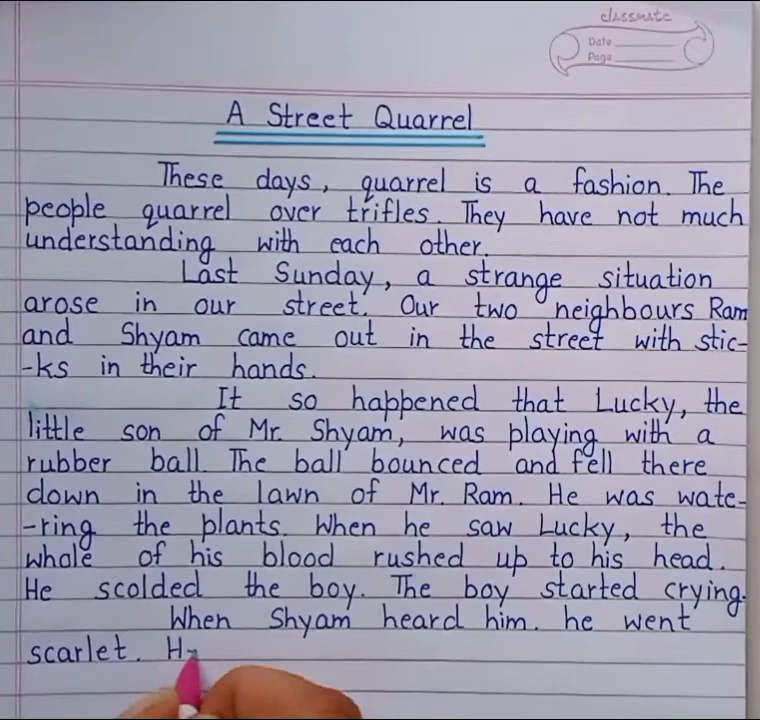 classmate
Date
Page
A Street Quarrel
These days, quarrel is a fashion. The
people quarrel over trifles. They have not much
understanding with each other.
Last Sunday, a strange situation
arose in our street. Our two neighbours Ram
and Shyam came out in the street with stic-
-ks in their hands.
It so happened that Lucky, the
little son of Mr. Shyam, was playing with a
rubber ball. The ball bounced and fell there
down in the lawn of Mr. Ram. He was wate-
-ring the plants. When he saw Lucky, the
whole of his blood rushed up to his head.
He scolded the boy. The boy started crying.
When Shyam heard him. he went
scarlet. H